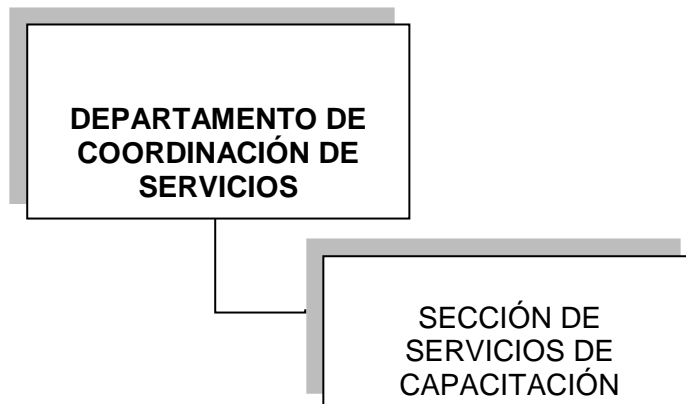 DEPARTAMENTO DE
COORDINACIÓN DE
SERVICIOS
SECCIÓN DE
SERVICIOS DE
CAPACITACIÓN